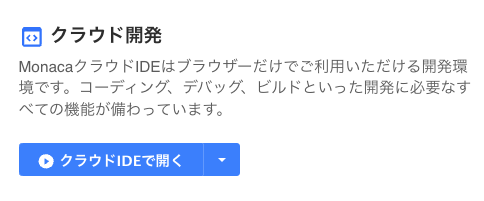 クラウド開発
MonacaクラウドIDEはブラウザーだけでご利用いただける開発環
境です。コーディング、デバッグ、ビルドといった開発に必要なす
べての機能が備わっています。
クラウドIDEで開く